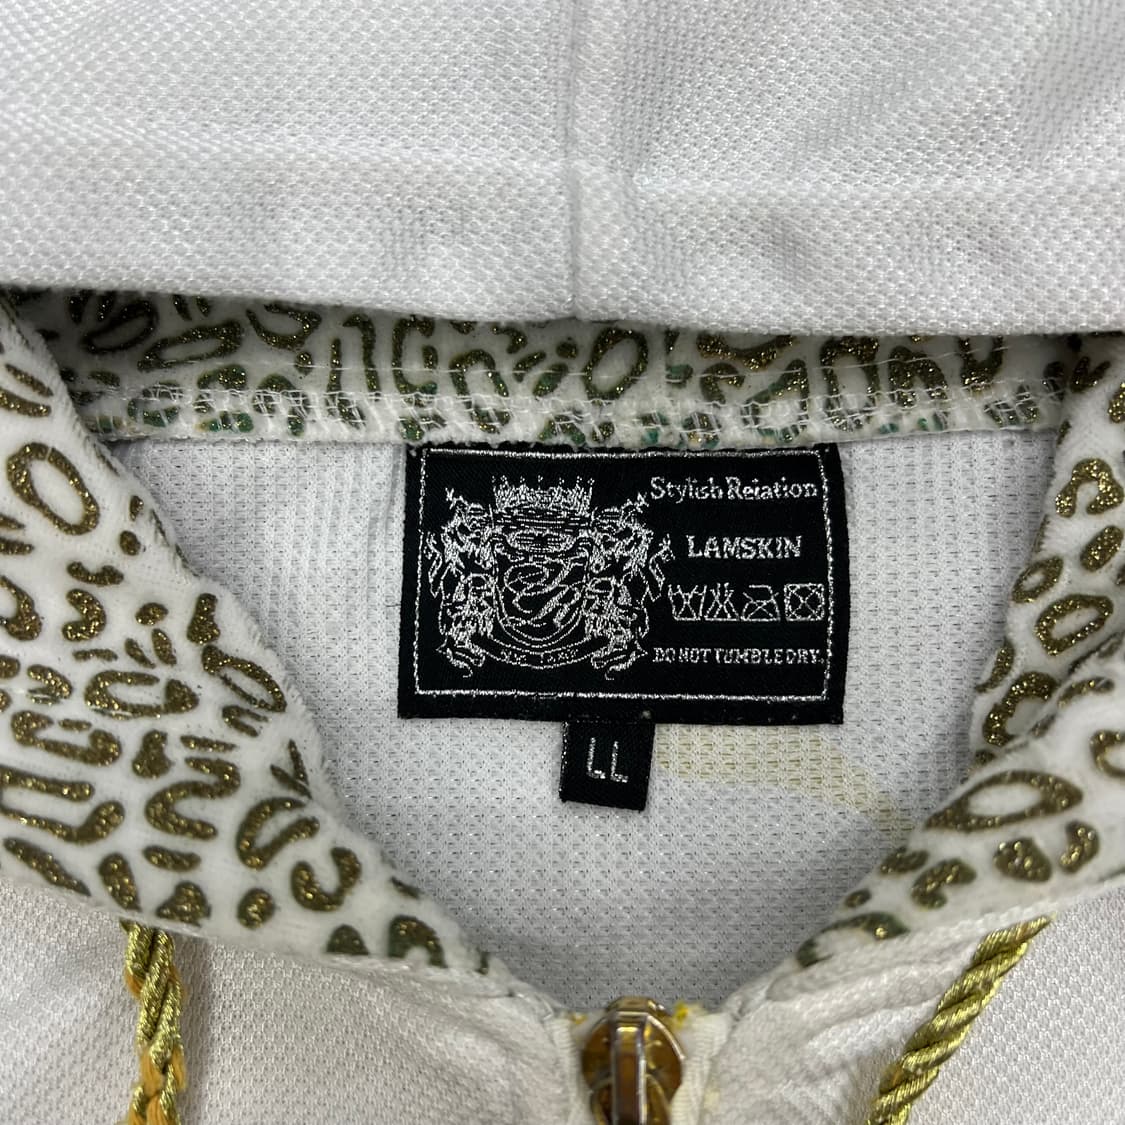 Stylish Relation
LAMSKIN
DO NOT TUMBLE DRY.
LL